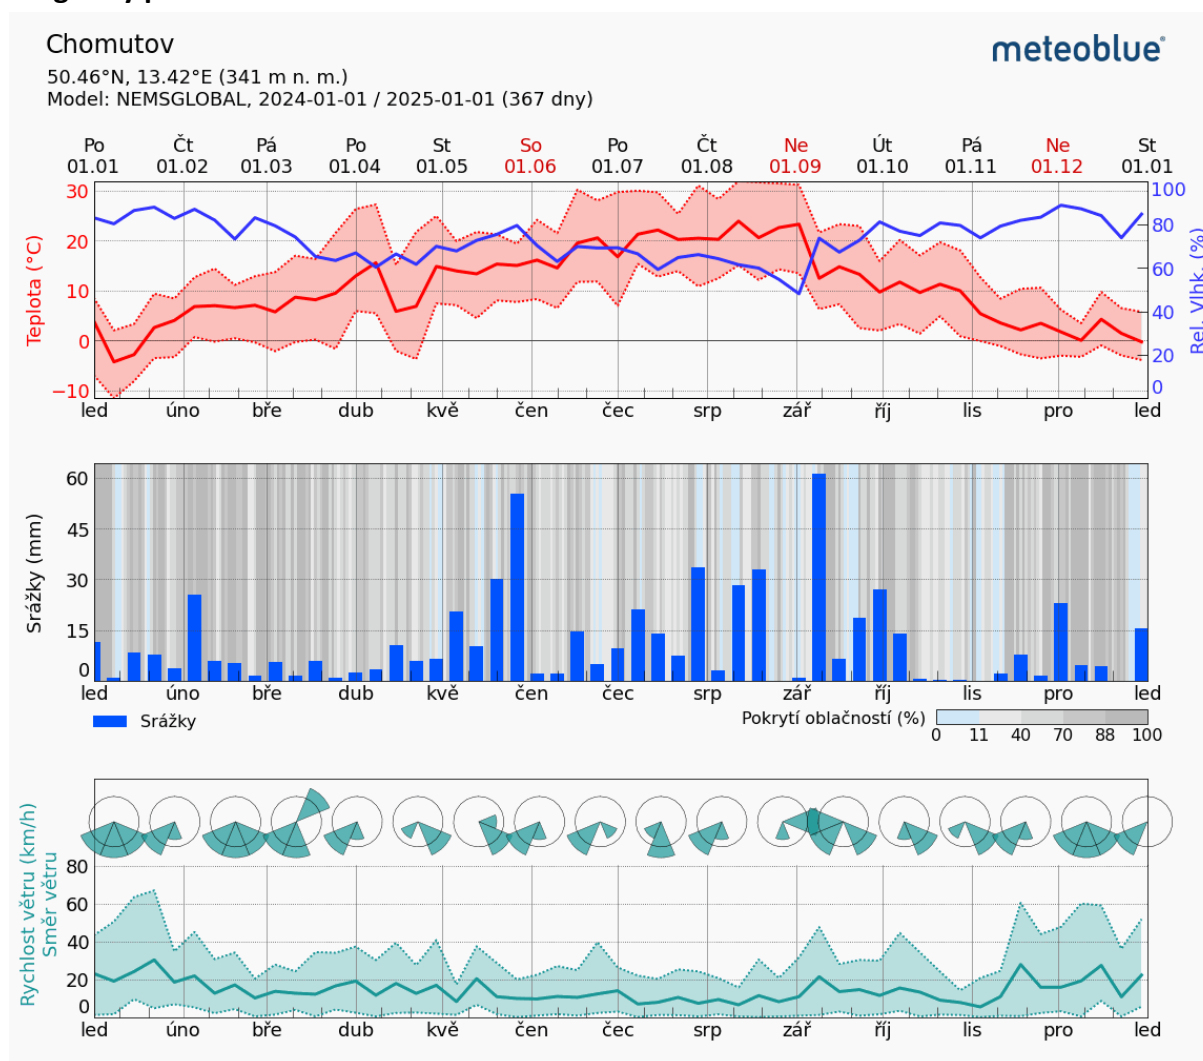 Chomutov
meteoblue
50.46°N, 13.42°E (341 m n. m.)
Model: NEMSGLOBAL, 2024-01-01 / 2025-01-01 (367 dny)
Po Čt Pá Po St So Po Čt Ne Út Pá Ne St
01.01 01.02 01.03 01.04 01.05 01.06 01.07 01.08 01.09 01.10 01.11 01.12 01.01
Teplota (°C)
30
20
10
0
−10
Rel. Vlhk. (%)
100
80
60
40
20
0
led úno bře dub kvě čen čec srp zář říj lis pro led
Srážky (mm)
60
45
30
15
0
led úno bře dub kvě čen čec srp zář říj lis pro led
Srážky
Pokrytí oblačností (%)
0 11 40 70 88 100
Rychlost větru (km/h)
Směr větru
80
60
40
20
0
led úno bře dub kvě čen čec srp zář říj lis pro led